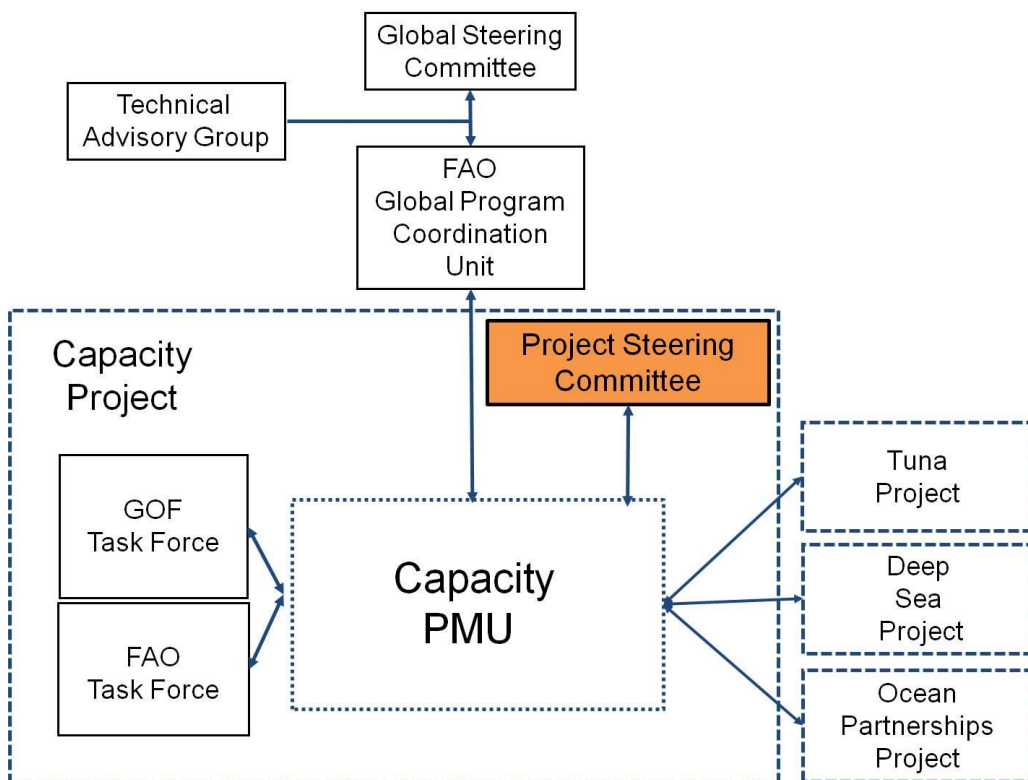 Global Steering
Committee
Technical
Advisory Group
FAO
Global Program
Coordination
Unit
Capacity
Project
Project Steering
Committee
GOF
Task Force
FAO
Task Force
Capacity
PMU
Tuna
Project
Deep
Sea
Project
Ocean
Partnerships
Project